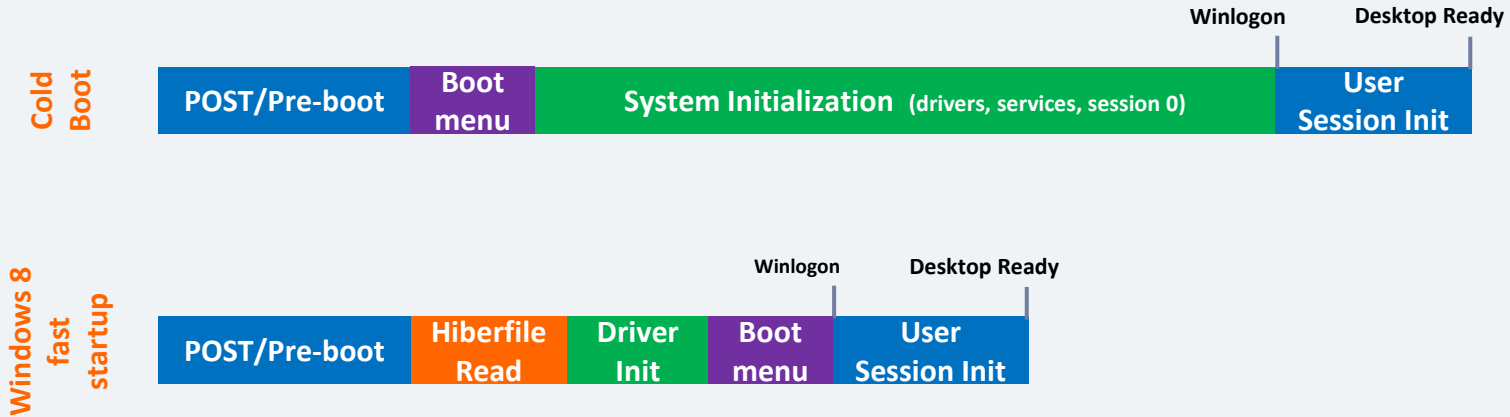 Winlogon Desktop Ready
Cold
Boot
POST/Pre-boot
Boot
menu
System Initialization (drivers, services, session 0)
User
Session Init
Winlogon Desktop Ready
Windows 8
fast
startup
POST/Pre-boot
Hiberfile
Read
Driver
Init
Boot
menu
User
Session Init